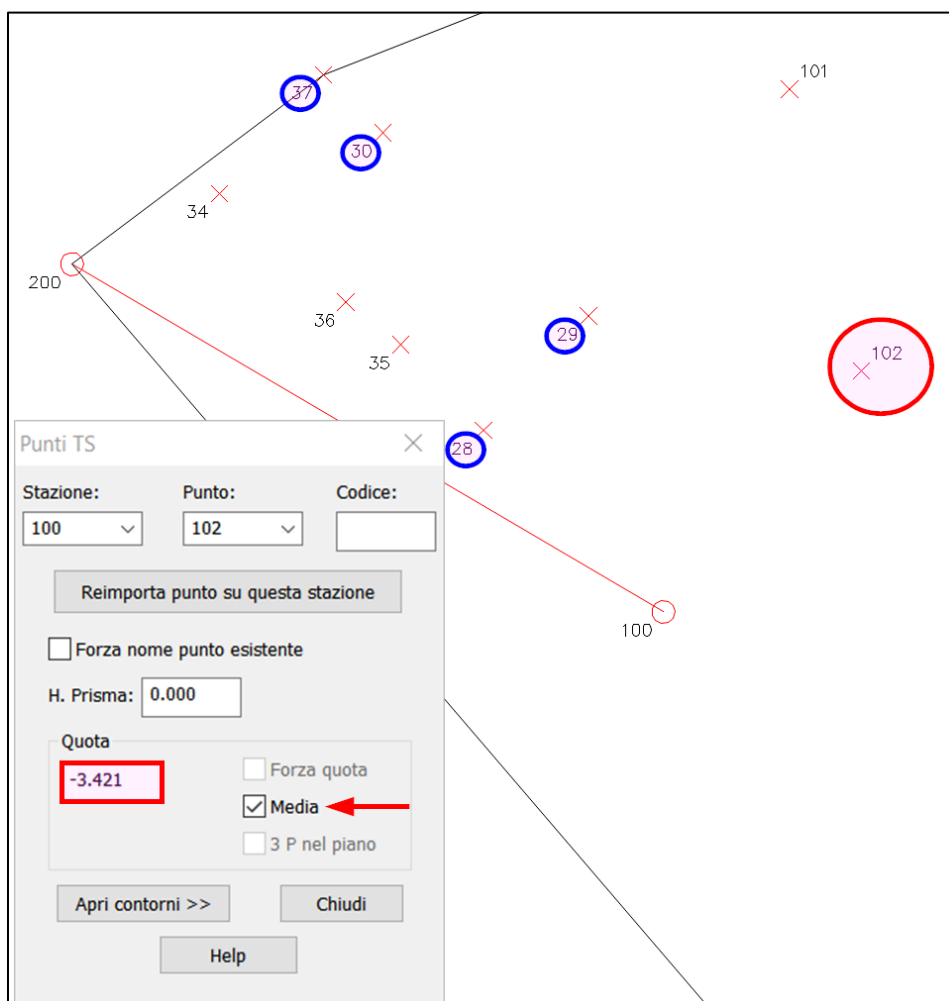 101
37
30
34
200
36
29
35
102
28
100
Punti TS
Stazione: Punto: Codice:
100 102
Reimporta punto su questa stazione
Forza nome punto esistente
H. Prisma: 0.000
Quota
-3.421
Forza quota
Media
3 P nel piano
Apri contorni >> Chiudi
Help